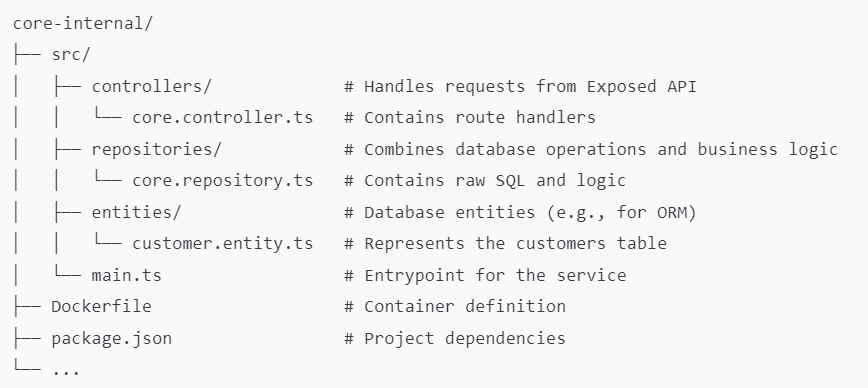 core-internal/
├── src/
│   ├── controllers/             # Handles requests from Exposed API
│   │   └── core.controller.ts   # Contains route handlers
│   ├── repositories/            # Combines database operations and business logic
│   │   └── core.repository.ts   # Contains raw SQL and logic
│   ├── entities/                # Database entities (e.g., for ORM)
│   │   └── customer.entity.ts   # Represents the customers table
│   └── main.ts                  # Entrypoint for the service
├── Dockerfile                   # Container definition
├── package.json                 # Project dependencies
└── ...